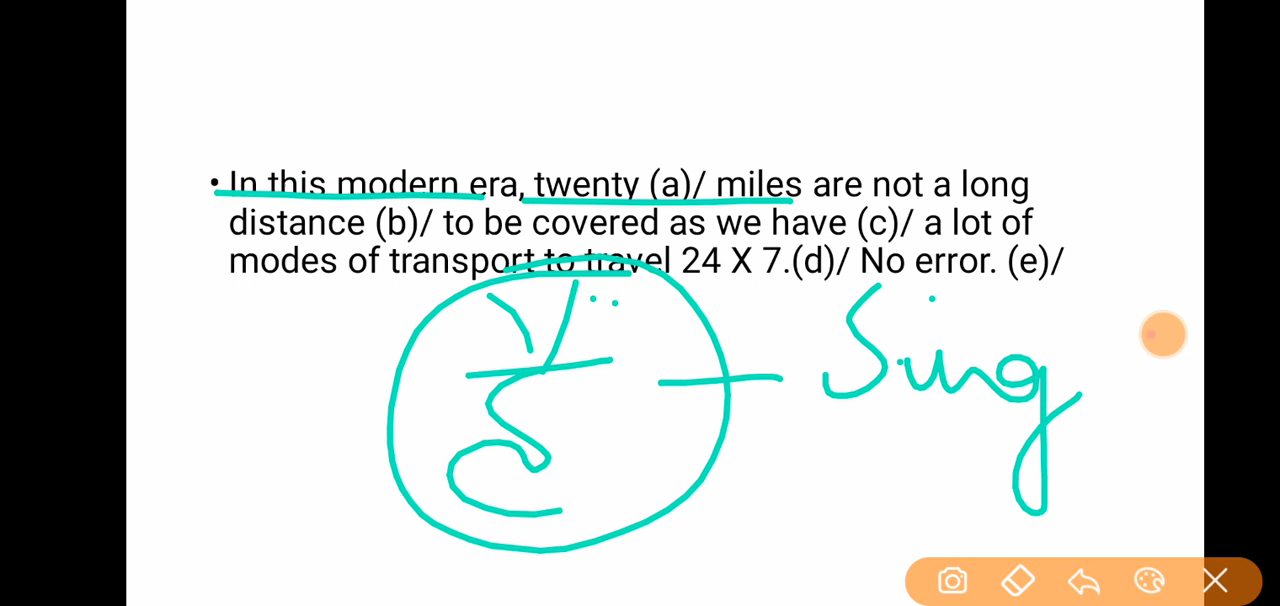 • In this modern era, twenty (a)/ miles are not a long
distance (b)/ to be covered as we have (c)/ a lot of
modes of transport to travel 24 X 7.(d)/ No error. (e)/
Sing